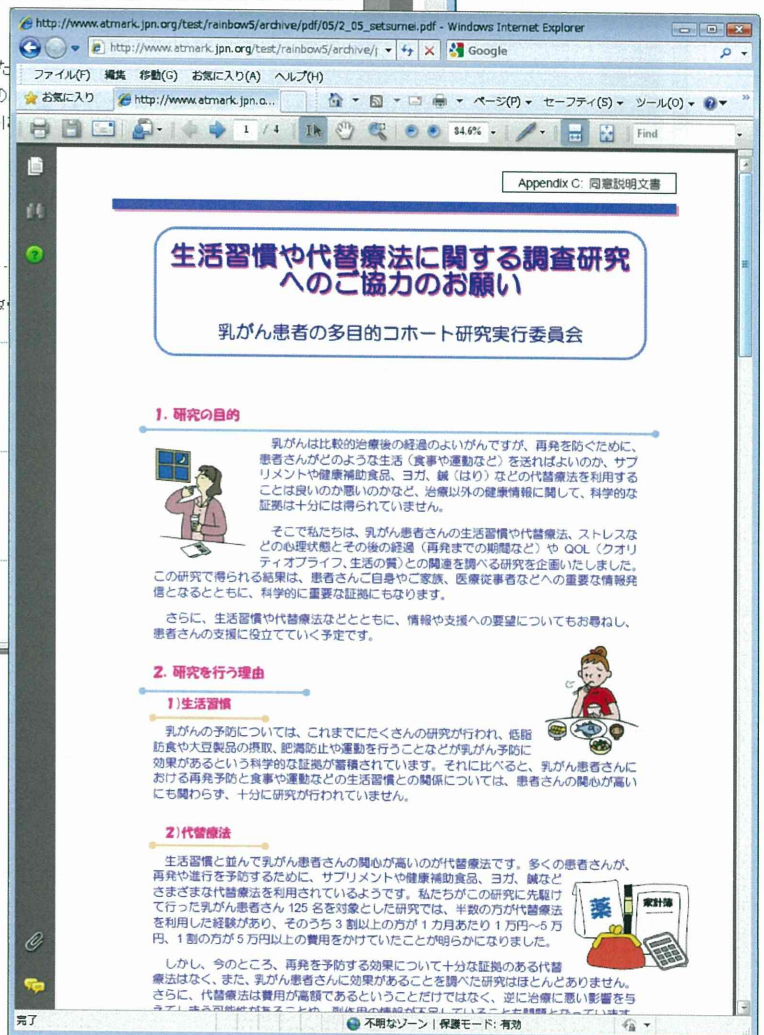 http://www.atmark.jpn.org/test/rainbow5/archive/pdf/05/2_05_setsumei.pdf - Windows Internet Explorer
http://www.atmark.jpn.org/test/rainbow5/archive/
Google
ファイル(F) 編集 移動(G) お気に入り(A) ヘルプ(H)
お気に入り http://www.atmark.jpn.o... ページ(P) セーフティ(S) ツール(O)
1 / 4 84.6% Find
Appendix C: 同意説明文書
生活習慣や代替療法に関する調査研究
へのご協力のお願い
乳がん患者の多目的コホート研究実行委員会
1. 研究の目的
乳がんは比較的治療後の経過のよいがんですが、再発を防ぐために、
患者さんがどのような生活（食事や運動など）を送ればよいのか、サプ
リメントや健康補助食品、ヨガ、鍼（はり）などの代替療法を利用する
ことは良いのか悪いのかなど、治療以外の健康情報に関して、科学的な
証拠は十分には得られていません。
そこで私たちは、乳がん患者さんの生活習慣や代替療法、ストレスな
どの心理状態とその後の経過（再発までの期間など）や QOL（クオリ
ティオブライフ、生活の質）との関連を調べる研究を企画いたしました。
この研究で得られる結果は、患者さんご自身やご家族、医療従事者などへの重要な情報発
信となるとともに、科学的に重要な証拠にもなります。
さらに、生活習慣や代替療法などとともに、情報や支援への要望についてもお尋ねし、
患者さんの支援に役立てていく予定です。
2. 研究を行う理由
1)生活習慣
乳がんの予防については、これまでにたくさんの研究が行われ、低脂
肪食や大豆製品の摂取、肥満防止や運動を行うことなどが乳がん予防に
効果があるという科学的な証拠が蓄積されています。それに比べると、乳がん患者さんに
おける再発予防と食事や運動などの生活習慣との関係については、患者さんの関心が高い
にも関わらず、十分に研究が行われていません。
2)代替療法
生活習慣と並んで乳がん患者さんの関心が高いのが代替療法です。多くの患者さんが、
再発や進行を予防するために、サプリメントや健康補助食品、ヨガ、鍼など
さまざまな代替療法を利用されているようです。私たちがこの研究に先駆け
て行った乳がん患者さん 125 名を対象とした研究では、半数の方が代替療法
を利用した経験があり、そのうち 3 割以上の方が 1 カ月あたり 1 万円～5 万
円、1 割の方が 5 万円以上の費用をかけていたことが明らかになりました。
薬 家計簿
しかし、今のところ、再発を予防する効果について十分な証拠のある代替
療法はなく、また、乳がん患者さんに効果があることを調べた研究はほとんどありません。
さらに、代替療法は費用が高額であるということだけではなく、逆に治療に悪い影響を与
えてしまう可能性があることや、副作用の情報が不足していることも問題となっています
完了 不明なゾーン | 保護モード: 有効